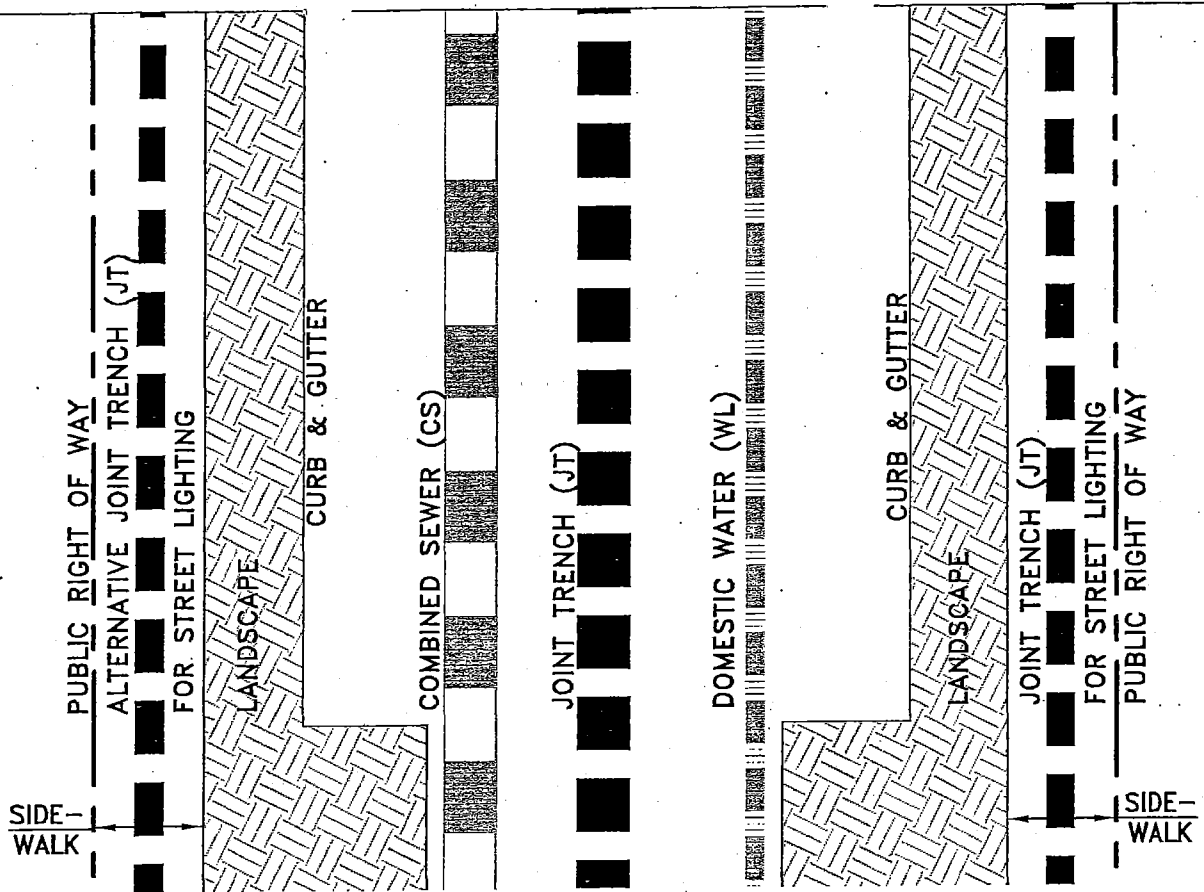 PUBLIC RIGHT OF WAY
ALTERNATIVE JOINT TRENCH (JT)
FOR STREET LIGHTING
LANDSCAPE
CURB & GUTTER
COMBINED SEWER (CS)
JOINT TRENCH (JT)
DOMESTIC WATER (WL)
CURB & GUTTER
LANDSCAPE
JOINT TRENCH (JT)
FOR STREET LIGHTING
PUBLIC RIGHT OF WAY
SIDE-
WALK
SIDE-
WALK